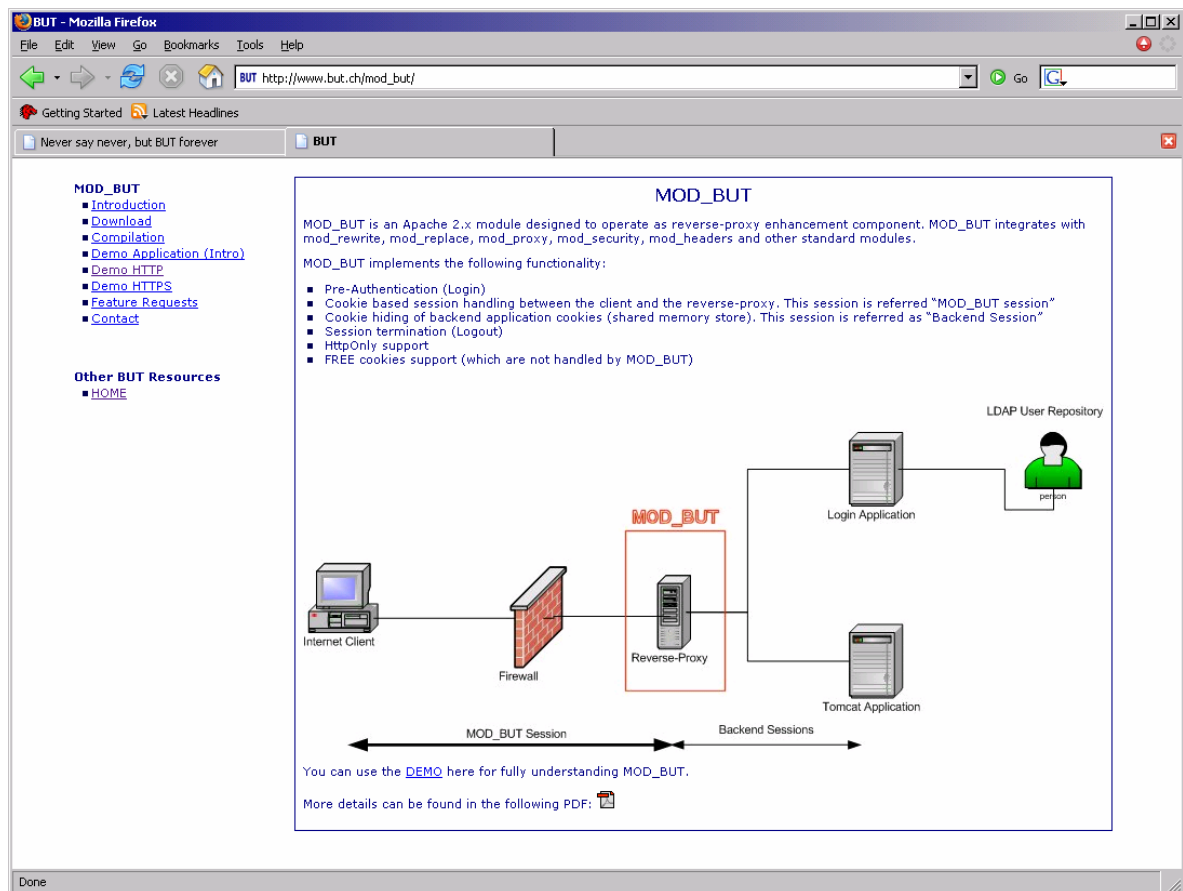 BUT - Mozilla Firefox
File Edit View Go Bookmarks Tools Help
BUT http://www.but.ch/mod_but/
Go
G
Getting Started Latest Headlines
Never say never, but BUT forever
BUT
MOD_BUT
Introduction
Download
Compilation
Demo Application (Intro)
Demo HTTP
Demo HTTPS
Feature Requests
Contact
Other BUT Resources
HOME
MOD_BUT
MOD_BUT is an Apache 2.x module designed to operate as reverse-proxy enhancement component. MOD_BUT integrates with
mod_rewrite, mod_replace, mod_proxy, mod_security, mod_headers and other standard modules.
MOD_BUT implements the following functionality:
Pre-Authentication (Login)
Cookie based session handling between the client and the reverse-proxy. This session is referred “MOD_BUT session”
Cookie hiding of backend application cookies (shared memory store). This session is referred as “Backend Session”
Session termination (Logout)
HttpOnly support
FREE cookies support (which are not handled by MOD_BUT)
LDAP User Repository
person
Login Application
MOD_BUT
Internet Client
Firewall
Reverse-Proxy
Tomcat Application
MOD_BUT Session
Backend Sessions
You can use the DEMO here for fully understanding MOD_BUT.
More details can be found in the following PDF:
Done